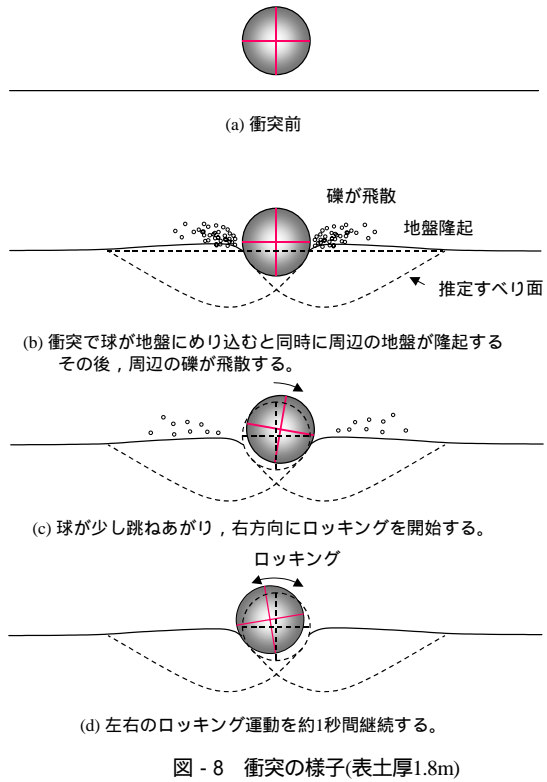 (a) 衝突前
礫が飛散
地盤隆起
推定すべり面
(b) 衝突で球が地盤にめり込むと同時に周辺の地盤が隆起する
その後，周辺の礫が飛散する。
(c) 球が少し跳ねあがり，右方向にロッキングを開始する。
ロッキング
(d) 左右のロッキング運動を約1秒間継続する。
図 - 8　衝突の様子(表土厚1.8m)